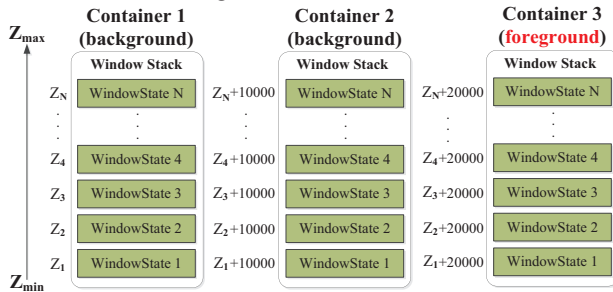 Container 1
(background)
Container 2
(background)
Container 3
(foreground)
Zmax
Zmin
Window Stack
ZN WindowState N
Z4 WindowState 4
Z3 WindowState 3
Z2 WindowState 2
Z1 WindowState 1
Window Stack
ZN+10000 WindowState N
Z4+10000 WindowState 4
Z3+10000 WindowState 3
Z2+10000 WindowState 2
Z1+10000 WindowState 1
Window Stack
ZN+20000 WindowState N
Z4+20000 WindowState 4
Z3+20000 WindowState 3
Z2+20000 WindowState 2
Z1+20000 WindowState 1